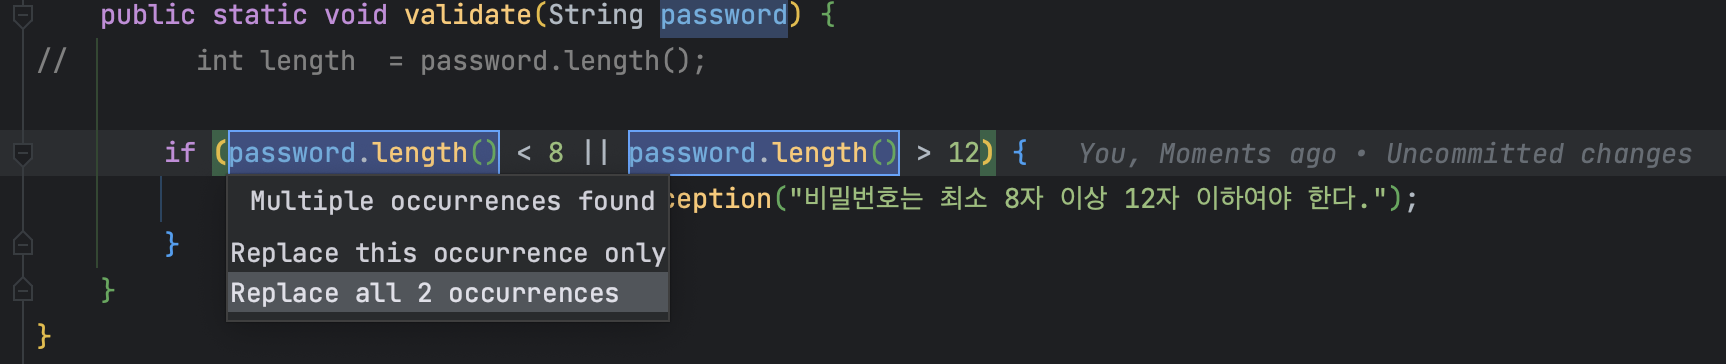 public static void validate(String password) {
//        int length  = password.length();
if (password.length() < 8 || password.length() > 12) {    You, Moments ago • Uncommitted changes
Multiple occurrences found
ception("비밀번호는 최소 8자 이상 12자 이하여야 한다.");
Replace this occurrence only
}
Replace all 2 occurrences
}
}